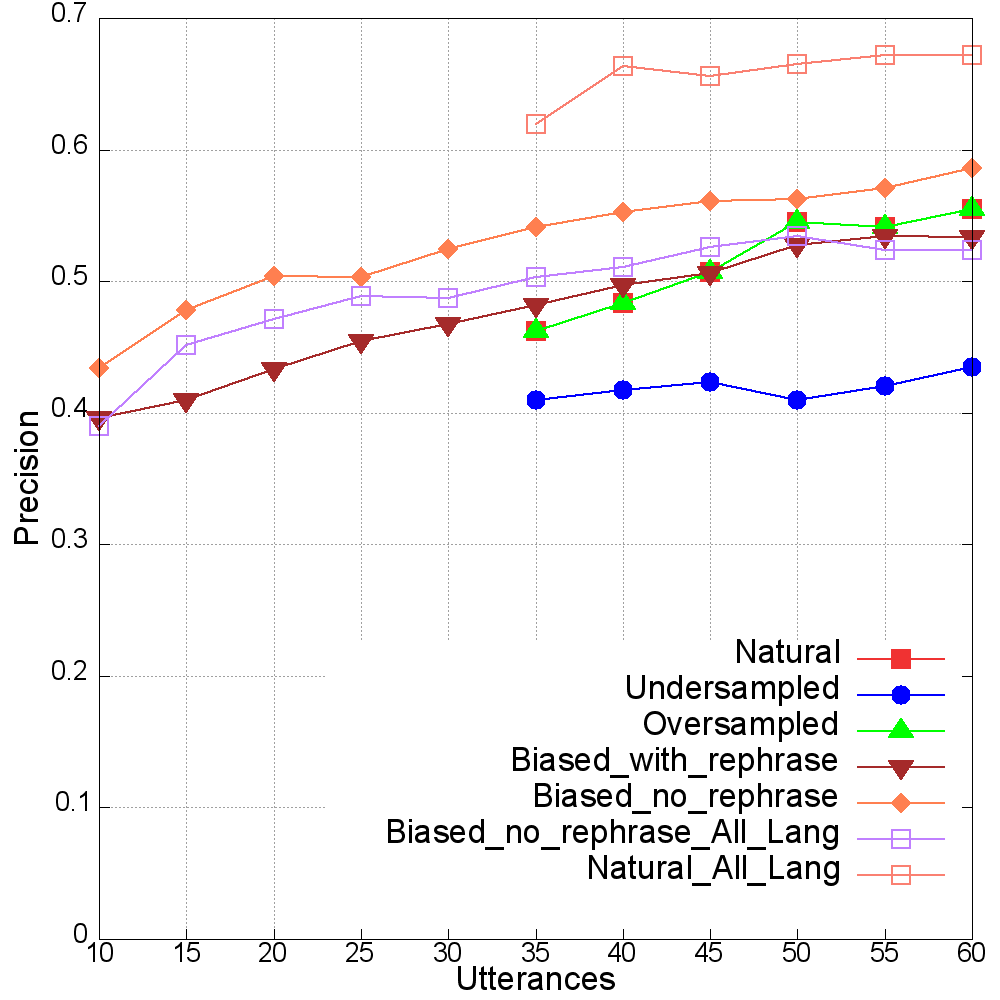 0.7
0.6
0.5
0.4
0.3
0.2
0.1
0
Precision
10 15 20 25 30 35 40 45 50 55 60
Utterances
Natural
Undersampled
Oversampled
Biased_with_rephrase
Biased_no_rephrase
Biased_no_rephrase_All_Lang
Natural_All_Lang